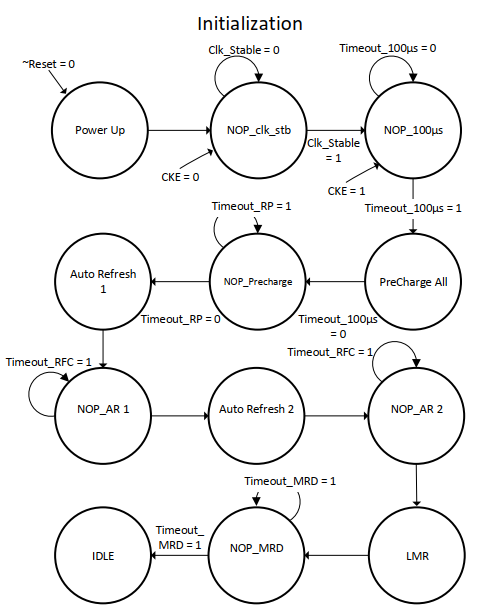 Initialization
~Reset = 0
Clk_Stable = 0
Timeout_100µs = 0
Power Up
NOP_clk_stb
NOP_100µs
Clk_Stable
= 1
CKE = 0
CKE = 1
Timeout_100µs = 1
Timeout_RP = 1
Auto Refresh
1
NOP_Precharge
PreCharge All
Timeout_RP = 0
Timeout_100µs
= 0
Timeout_RFC = 1
Timeout_RFC = 1
NOP_AR 1
Auto Refresh 2
NOP_AR 2
Timeout_MRD = 1
Timeout_
MRD = 1
IDLE
NOP_MRD
LMR